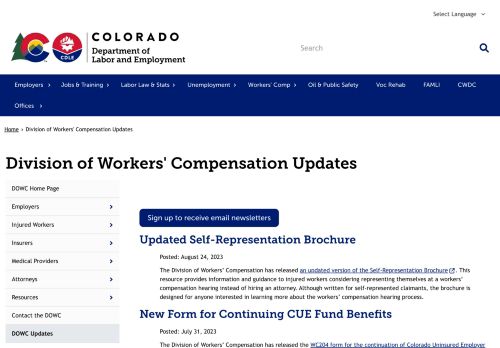 Select Language
COLORADO
Department of
Labor and Employment
CDLE
Search
Employers
Jobs & Training
Labor Law & Stats
Unemployment
Workers' Comp
Oil & Public Safety
Voc Rehab
FAMLI
CWDC
Offices
Home › Division of Workers' Compensation Updates
Division of Workers' Compensation Updates
DOWC Home Page
Employers
Injured Workers
Insurers
Medical Providers
Attorneys
Resources
Contact the DOWC
DOWC Updates
Sign up to receive email newsletters
Updated Self-Representation Brochure
Posted: August 24, 2023
The Division of Workers' Compensation has released an updated version of the Self-Representation Brochure. This
resource provides information and guidance to injured workers considering representing themselves at a workers'
compensation hearing instead of hiring an attorney. Although written for self-represented claimants, the brochure is
designed for anyone interested in learning more about the workers' compensation hearing process.
New Form for Continuing CUE Fund Benefits
Posted: July 31, 2023
The Division of Workers' Compensation has released the WC204 form for the continuation of Colorado Uninsured Employer